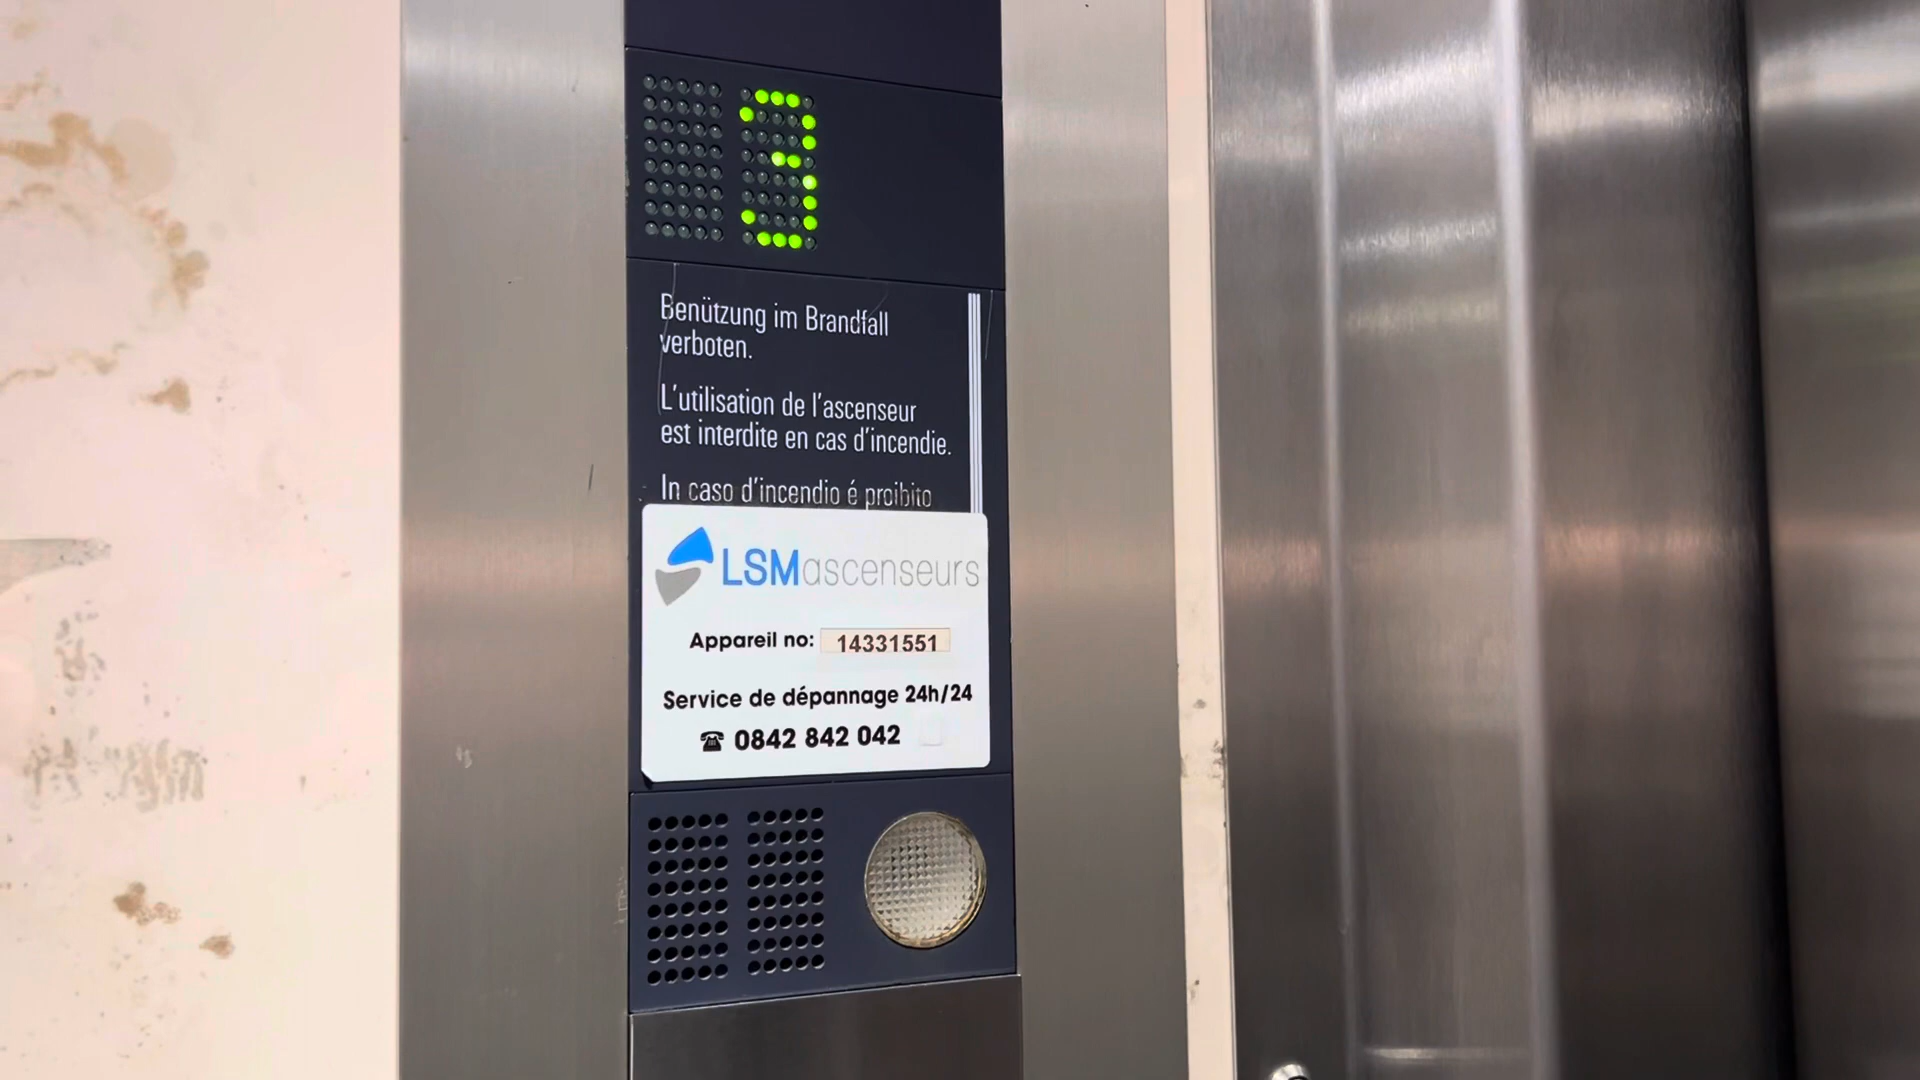 3
Benützung im Brandfall
verboten.
L'utilisation de l'ascenseur
est interdite en cas d'incendie.
In caso d'incendio é proibito
LSMascenseurs
Appareil no: 14331551
Service de dépannage 24h/24
☎ 0842 842 042